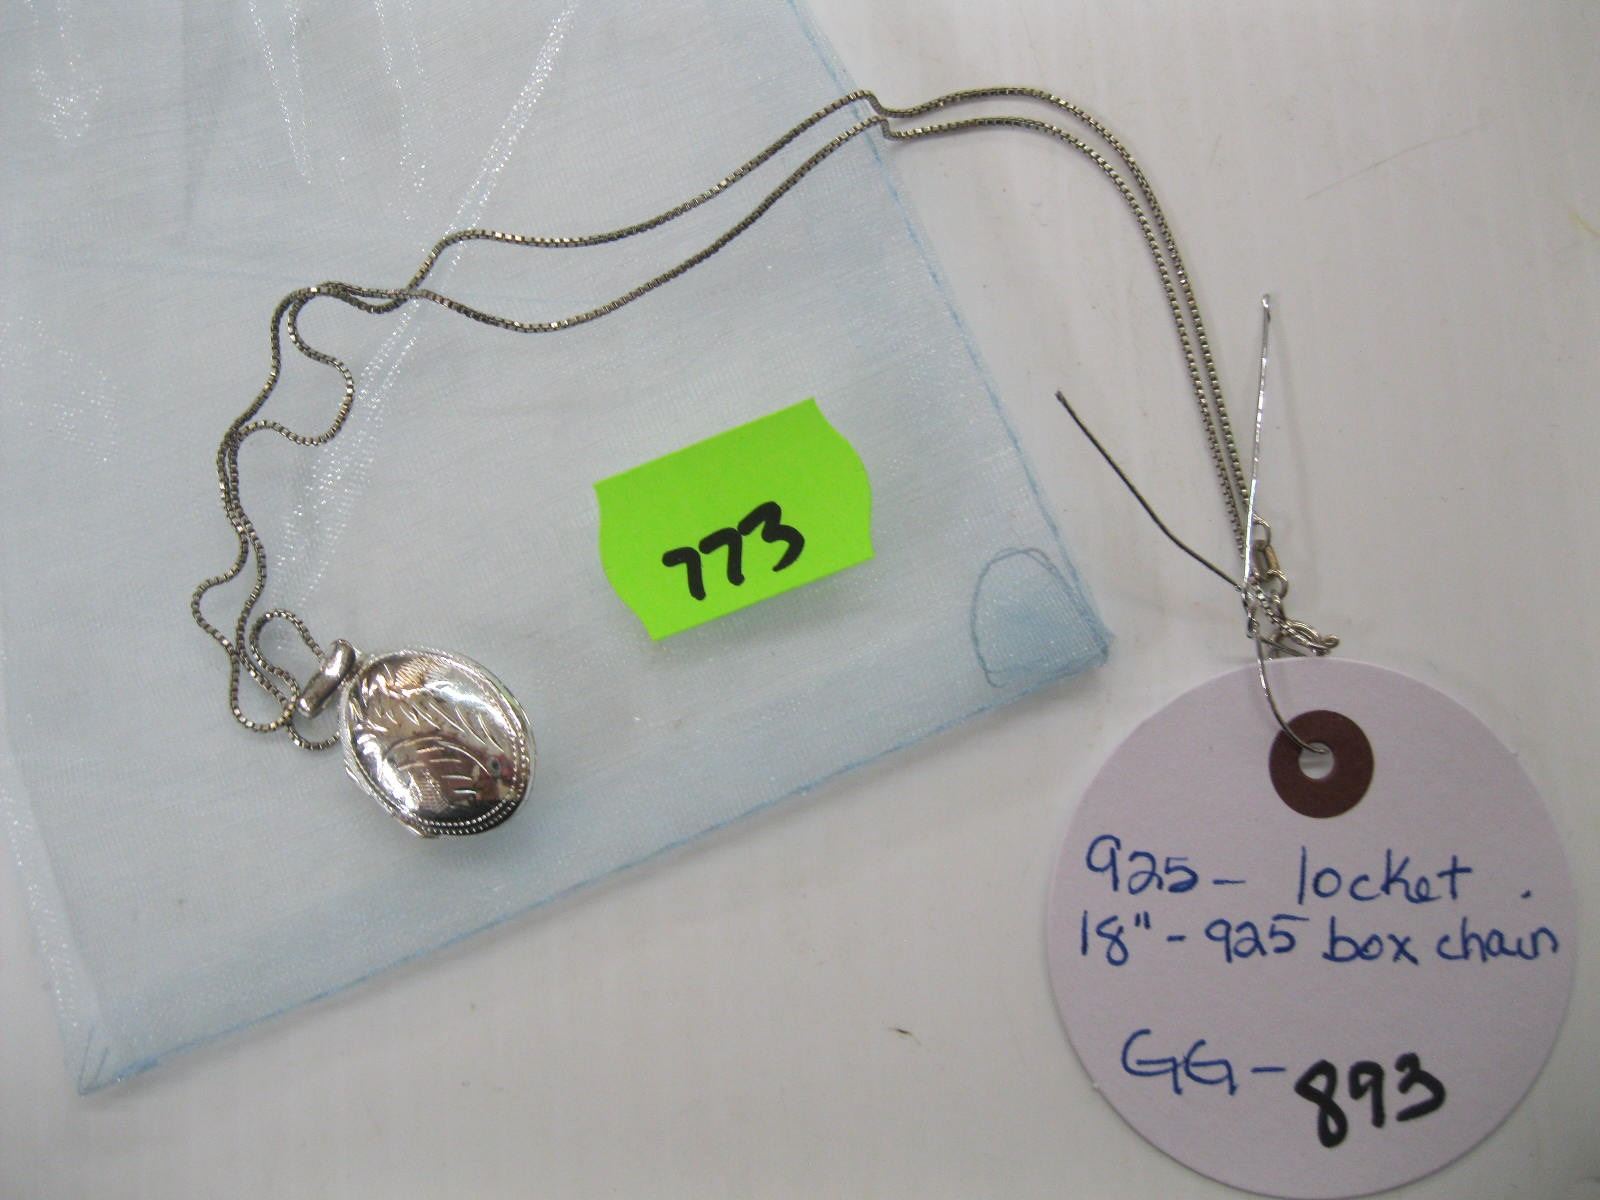 773
925 - locket
18" - 925 box chain
GG - 893